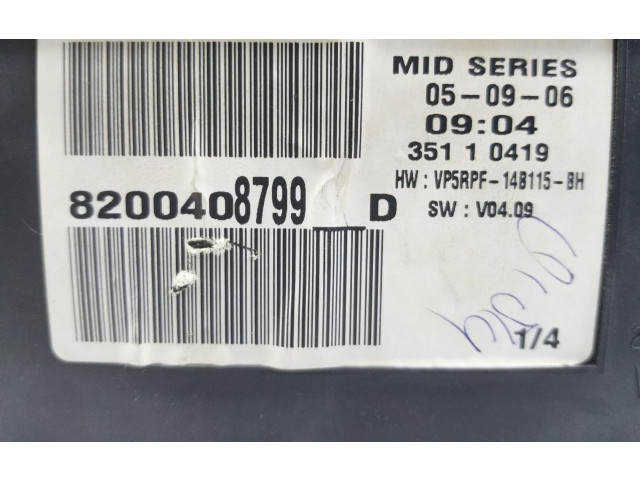 MID SERIES
05-09-06
09:04
351 1 0419
HW : VP5RPF-14B115-BH
8200408799__D
SW : V04.09
1/4